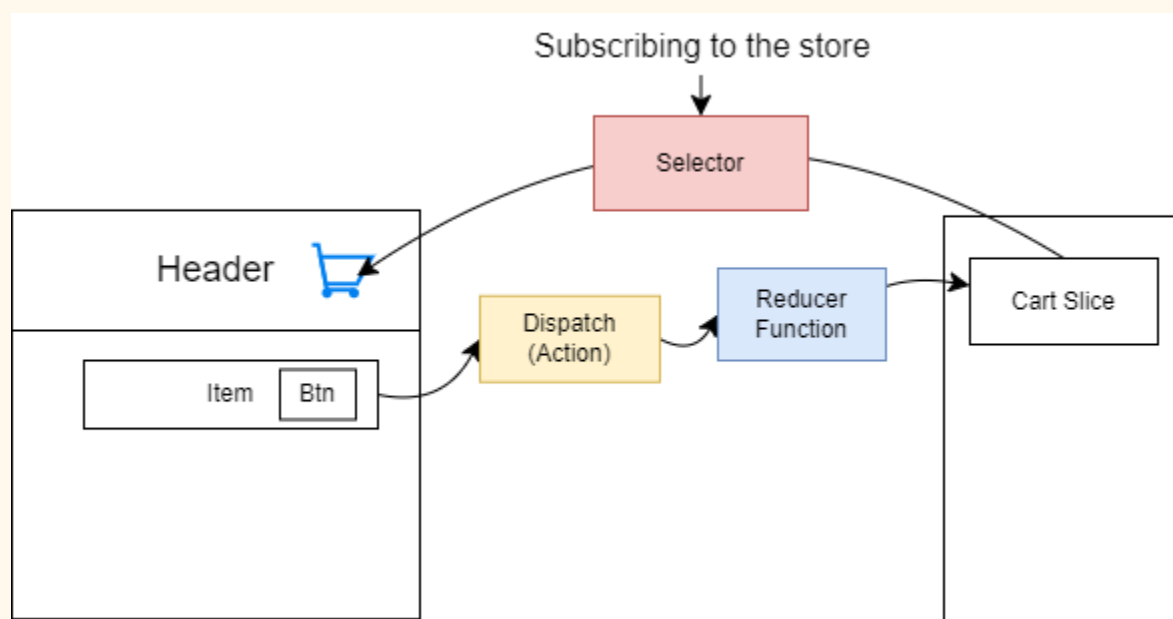 Subscribing to the store
Selector
Header
Dispatch
(Action)
Reducer
Function
Cart Slice
Item
Btn